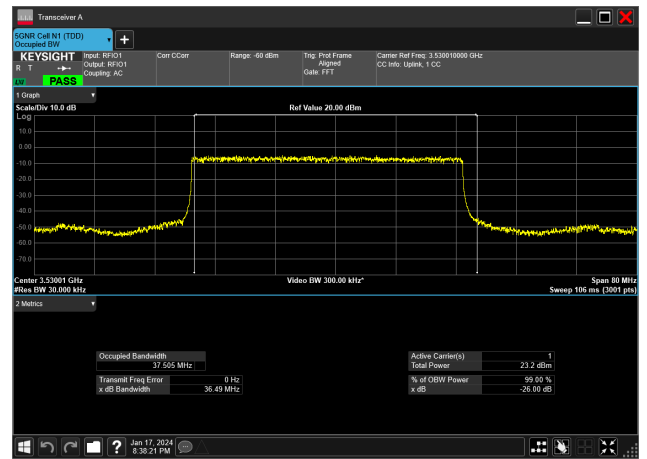 Transceiver A
5GNR Cell N1 (TDD)
Occupied BW
KEYSIGHT
R T
LW
PASS
Input: RFIO1
Output: RFIO1
Coupling: AC
Corr CCorr
Range: -60 dBm
Trig: Prot Frame
Aligned
Gate: FFT
Carrier Ref Freq: 3.530010000 GHz
CC Info: Uplink, 1 CC
1 Graph
Scale/Div 10.0 dB
Ref Value 20.00 dBm
Log
10.0
0.00
-10.0
-20.0
-30.0
-40.0
-50.0
-60.0
-70.0
Center 3.53001 GHz
Video BW 300.00 kHz*
Span 80 MHz
#Res BW 30.000 kHz
Sweep 106 ms (3001 pts)
2 Metrics
Occupied Bandwidth
37.505 MHz
Transmit Freq Error 0 Hz
x dB Bandwidth 36.49 MHz
Active Carrier(s) 1
Total Power 23.2 dBm
% of OBW Power 99.00 %
x dB -26.00 dB
Jan 17, 2024
8:38:21 PM